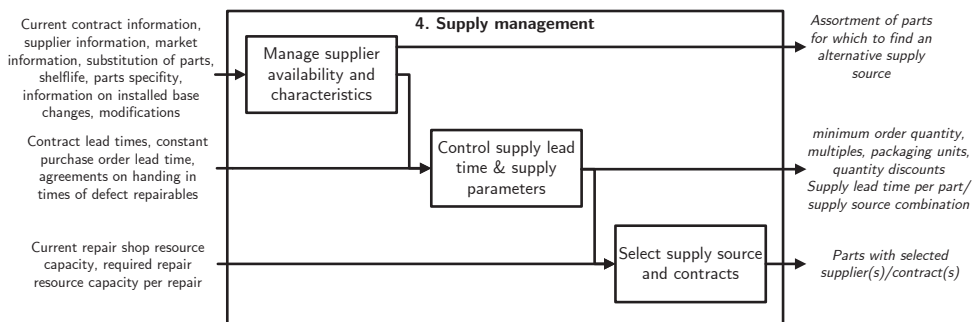 4. Supply management
Current contract information,
supplier information, market
information, substitution of parts,
shelflife, parts specifity,
information on installed base
changes, modifications
Manage supplier
availability and
characteristics
Assortment of parts
for which to find an
alternative supply
source
Contract lead times, constant
purchase order lead time,
agreements on handing in
times of defect repairables
Control supply lead
time & supply
parameters
minimum order quantity,
multiples, packaging units,
quantity discounts
Supply lead time per part/
supply source combination
Current repair shop resource
capacity, required repair
resource capacity per repair
Select supply source
and contracts
Parts with selected
supplier(s)/contract(s)